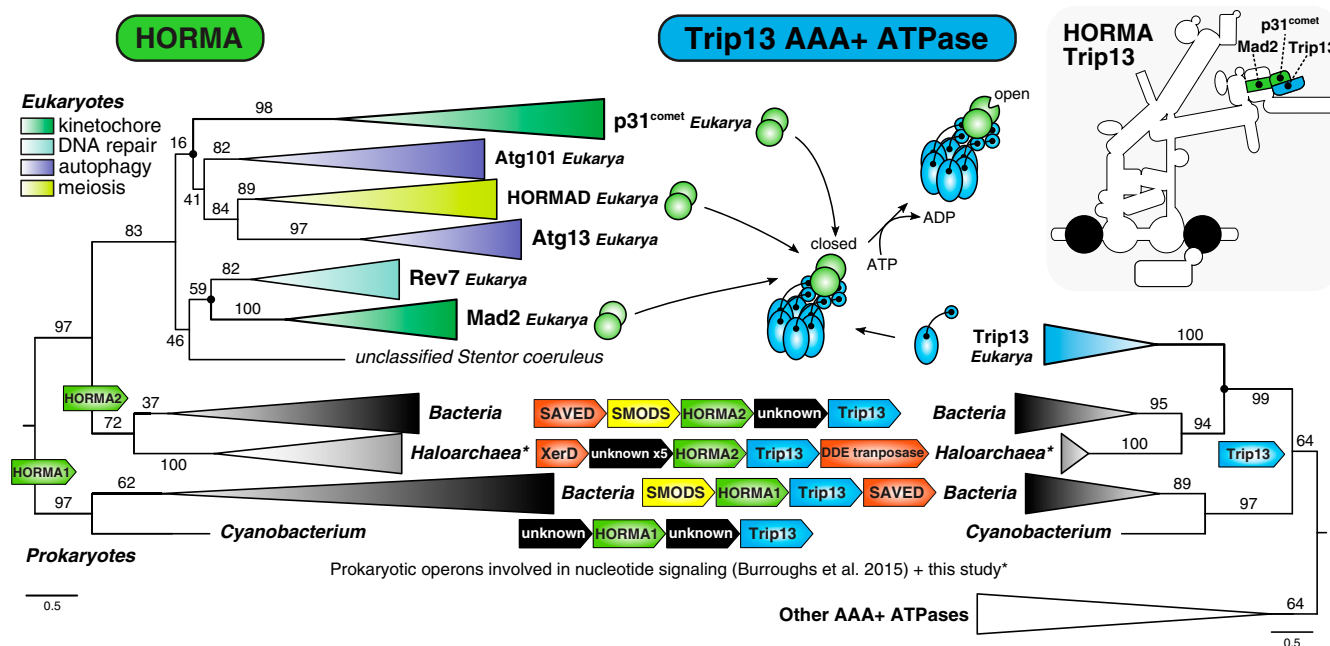 HORMA
Trip13 AAA+ ATPase
HORMA
Trip13
p31comet
Mad2
Trip13
Eukaryotes
kinetochore
DNA repair
autophagy
meiosis
98
p31comet Eukarya
open
16
82
Atg101 Eukarya
41
89
HORMAD Eukarya
84
97
Atg13 Eukarya
83
ADP
closed
ATP
82
Rev7 Eukarya
59
100
Mad2 Eukarya
46
unclassified Stentor coeruleus
97
Trip13
Eukarya
100
HORMA2
37
72
Bacteria
SAVED
SMODS
HORMA2
unknown
Trip13
Bacteria
95
99
94
100
Haloarchaea*
XerD
unknown x5
HORMA2
Trip13
DDE tranposase
Haloarchaea*
100
Trip13
64
HORMA1
62
97
Bacteria
SMODS
HORMA1
Trip13
SAVED
Bacteria
89
97
Cyanobacterium
unknown
HORMA1
unknown
Trip13
Cyanobacterium
Prokaryotes
Prokaryotic operons involved in nucleotide signaling (Burroughs et al. 2015) + this study*
0.5
Other AAA+ ATPases
64
0.5